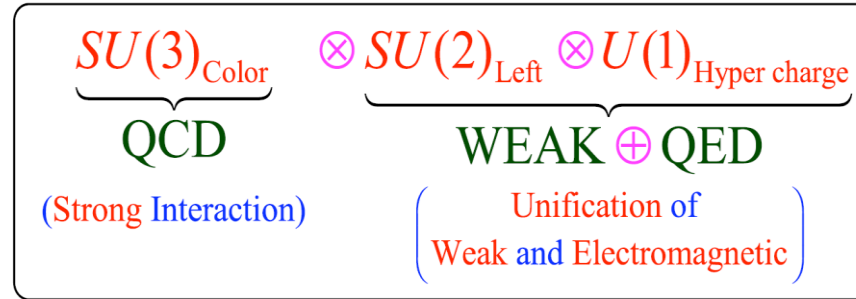 SU(3)Color ⊗ SU(2)Left ⊗ U(1)Hyper charge
QCD WEAK ⊕ QED
(Strong Interaction) (Unification of
Weak and Electromagnetic)